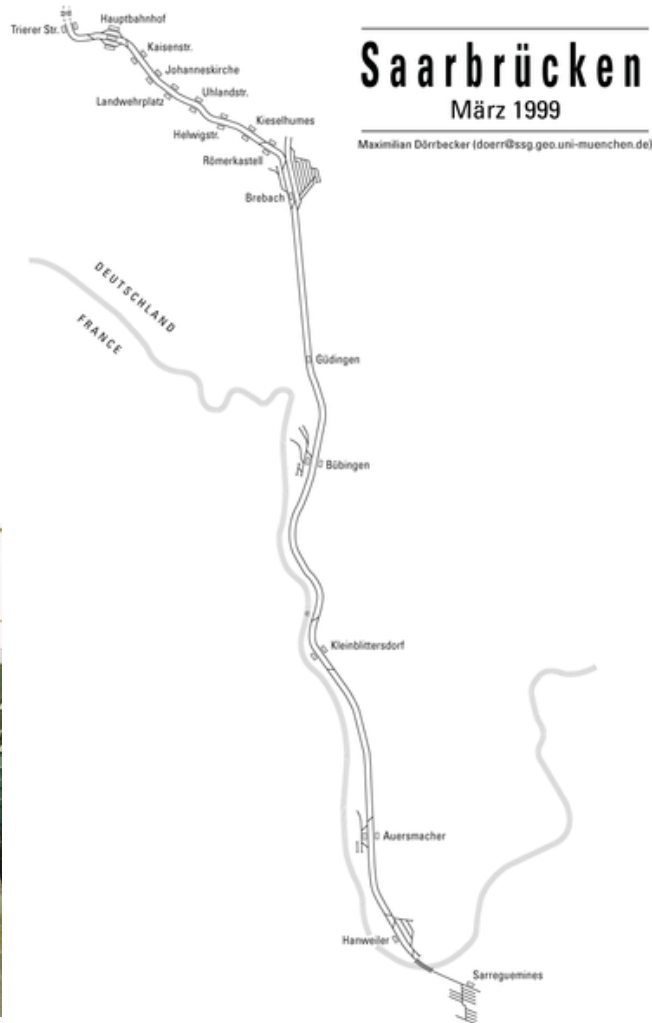 Saarbrücken
März 1999
Maximilian Dörrbecker (doerr@ssg.geo.uni-muenchen.de)
Trierer Str.
Hauptbahnhof
Kaisenstr.
Johanneskirche
Landwehrplatz
Uhlandstr.
Helwigstr.
Kieselhumes
Römerkastell
Brebach
DEUTSCHLAND
FRANCE
Güdingen
Bübingen
Kleinblittersdorf
Auersmacher
Hanweiler
Sarreguemines